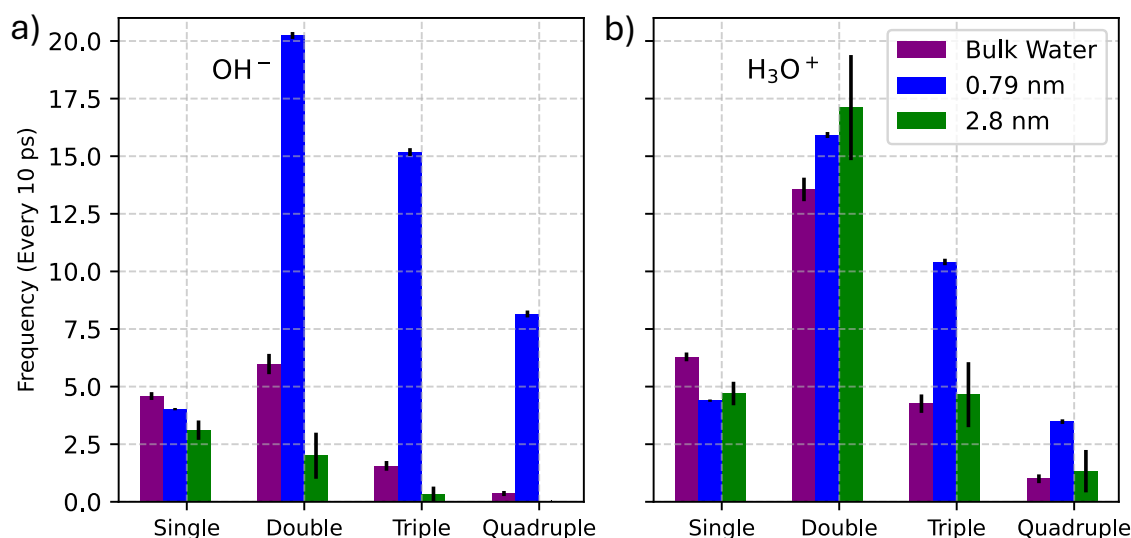 a)
OH⁻
Frequency (Every 10 ps)
20.0
17.5
15.0
12.5
10.0
7.5
5.0
2.5
0.0
Single Double Triple Quadruple
b)
H₃O⁺
Bulk Water
0.79 nm
2.8 nm
Single Double Triple Quadruple